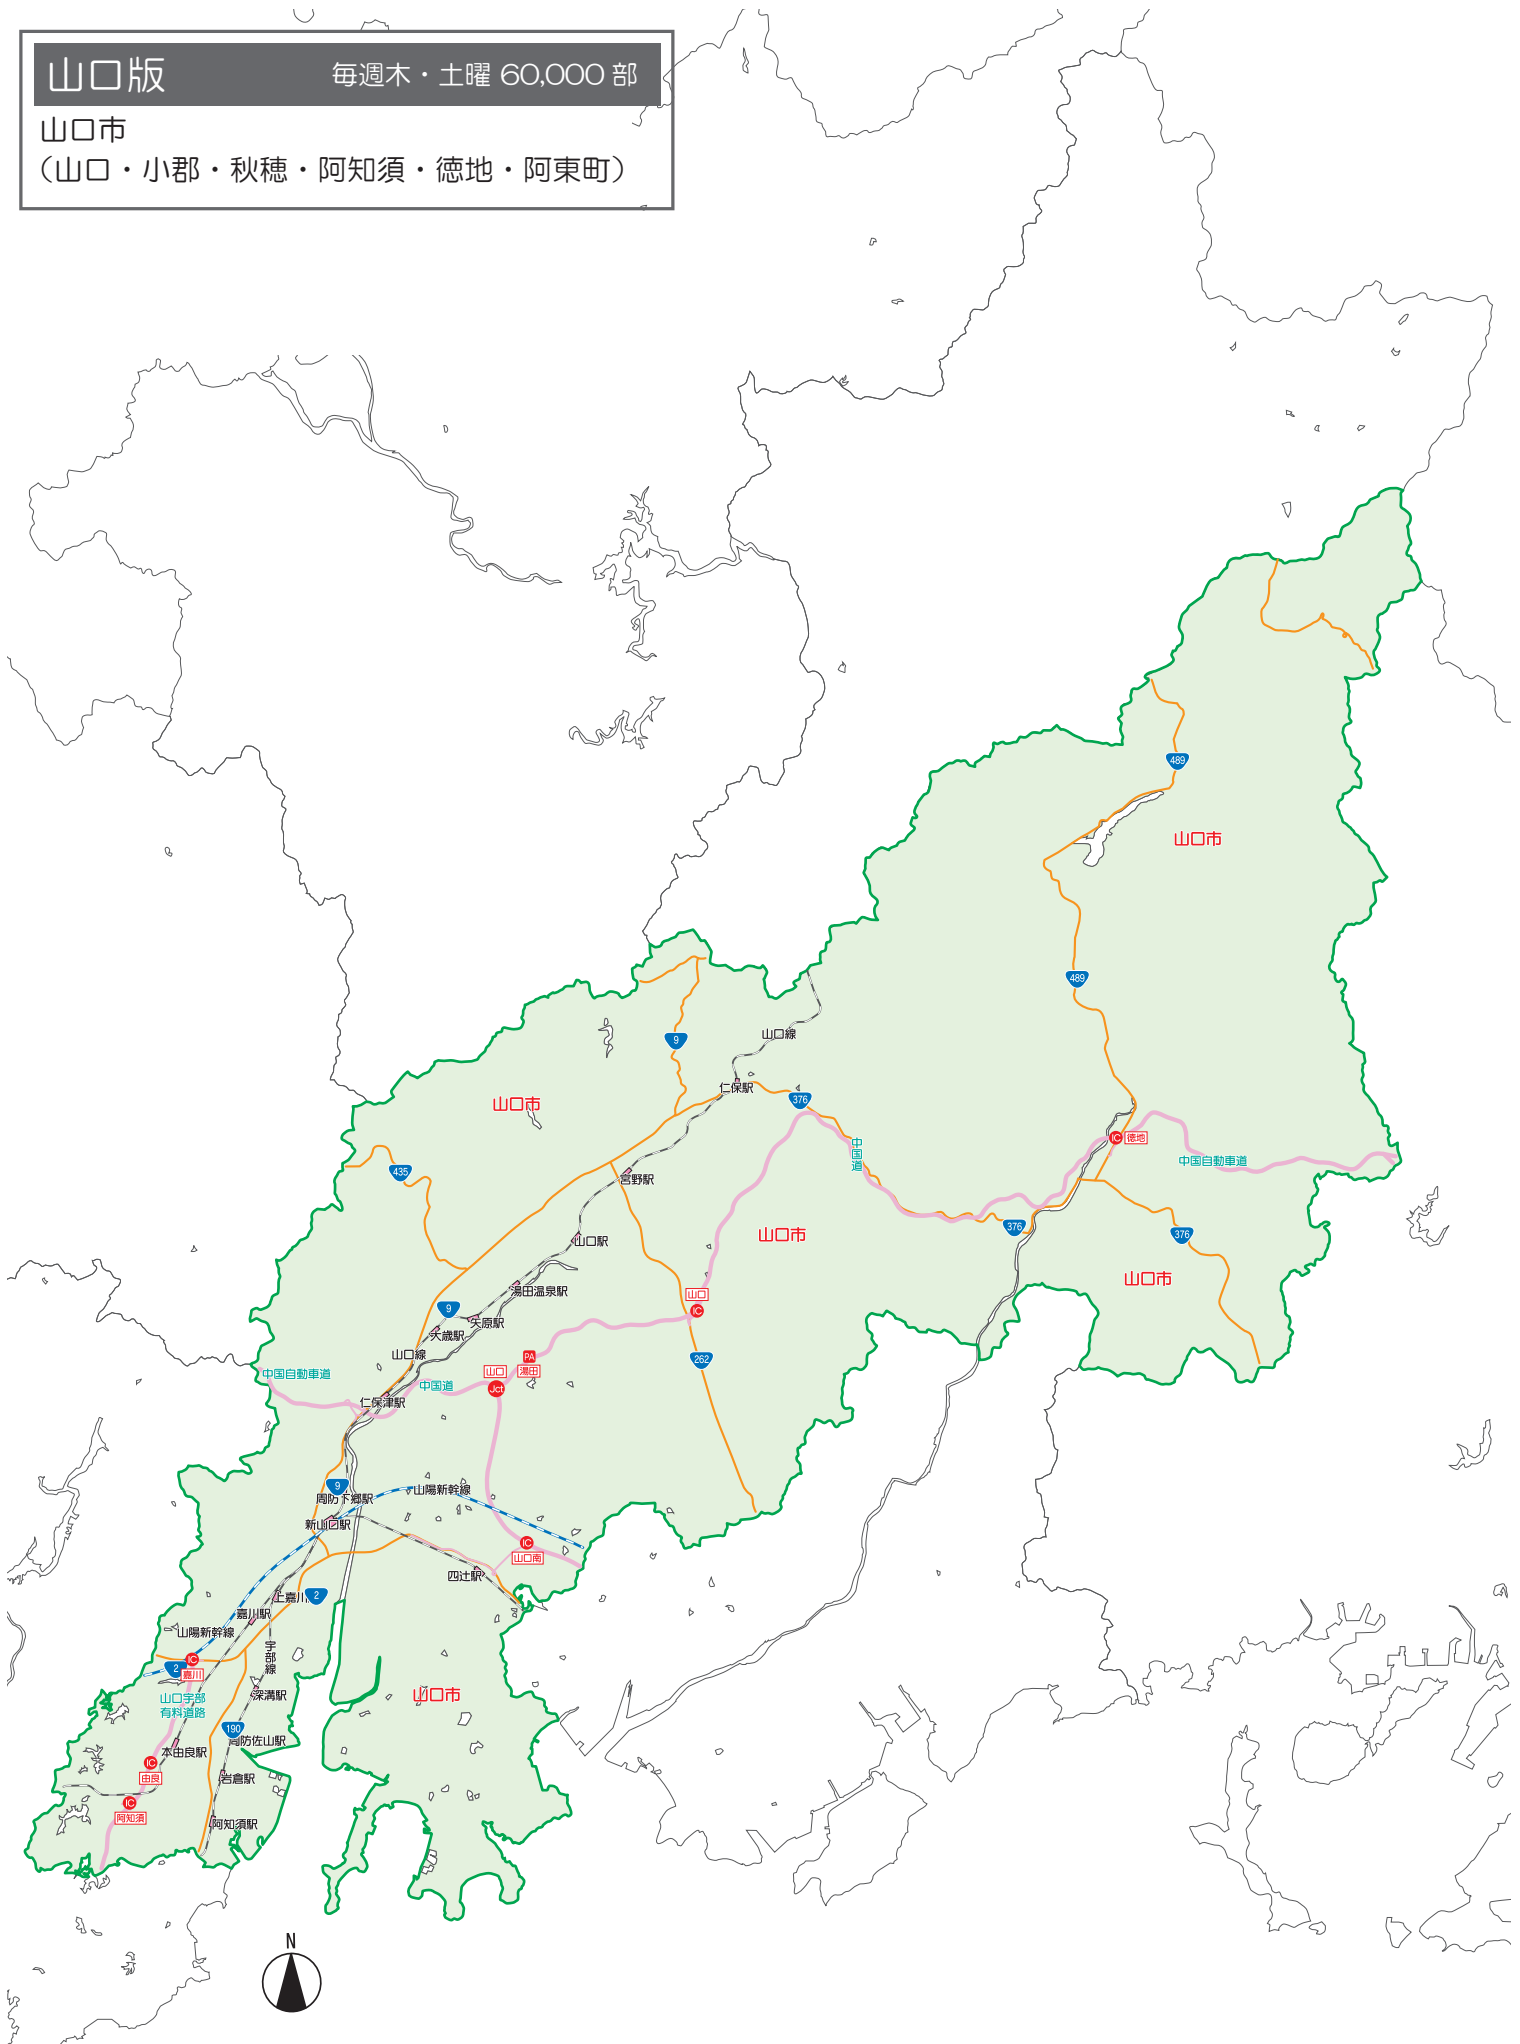 山口版
毎週木・土曜 60,000 部
山口市
（山口・小郡・秋穂・阿知須・徳地・阿東町）
489
山口市
489
山口線
9
仁保駅
376
山口市
中国道
IC
徳地
中国自動車道
435
宮野駅
376
376
山口市
山口駅
山口市
湯田温泉駅
山口
IC
9
矢原駅
大歳駅
山口線
PA
湯田
262
中国自動車道
山口
Jct
中国道
仁保津駅
9
周防下郷駅
山陽新幹線
新山口駅
IC
山口南
四辻駅
上嘉川
2
嘉川駅
山陽新幹線
宇部線
IC
2
嘉川
深溝駅
山口市
山口宇部
有料道路
190
周防佐山駅
本由良駅
IC
由良
岩倉駅
IC
阿知須
阿知須駅
N